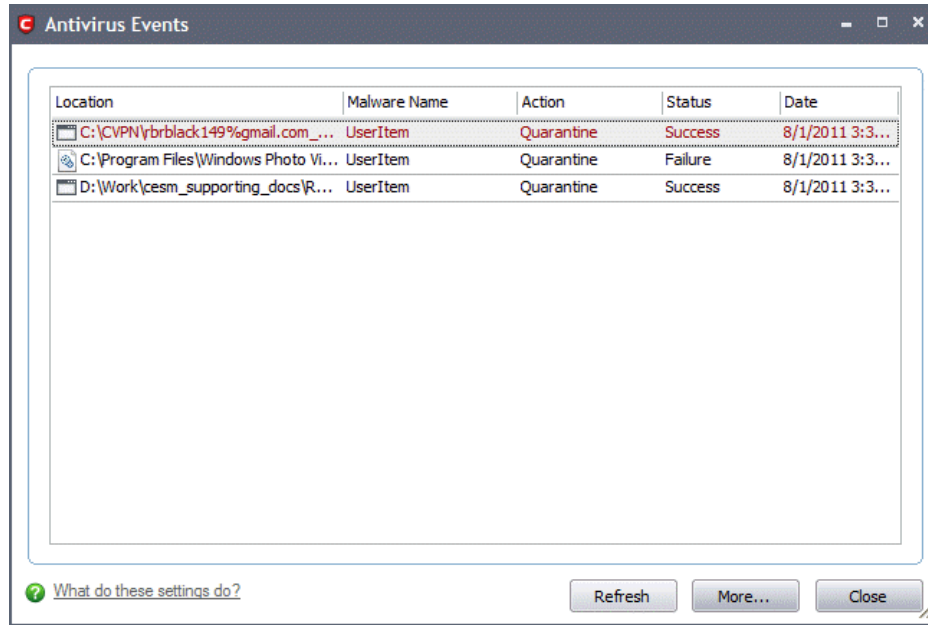 Antivirus Events
Location Malware Name Action Status Date
C:\CVPN\rbrblack149%gmail.com_... UserItem Quarantine Success 8/1/2011 3:3...
C:\Program Files\Windows Photo Vi... UserItem Quarantine Failure 8/1/2011 3:3...
D:\Work\cesm_supporting_docs\R... UserItem Quarantine Success 8/1/2011 3:3...
What do these settings do? Refresh More... Close